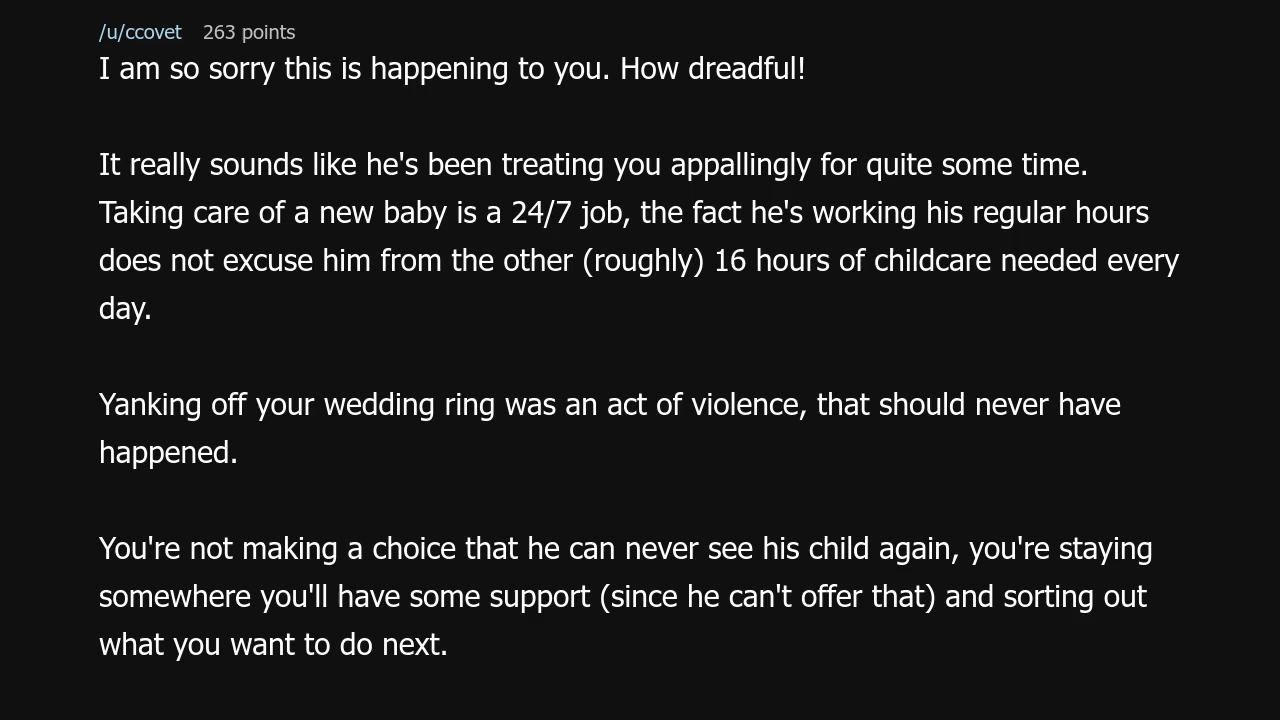 /u/ccovet 263 points
I am so sorry this is happening to you. How dreadful!
It really sounds like he's been treating you appallingly for quite some time.
Taking care of a new baby is a 24/7 job, the fact he's working his regular hours
does not excuse him from the other (roughly) 16 hours of childcare needed every
day.
Yanking off your wedding ring was an act of violence, that should never have
happened.
You're not making a choice that he can never see his child again, you're staying
somewhere you'll have some support (since he can't offer that) and sorting out
what you want to do next.